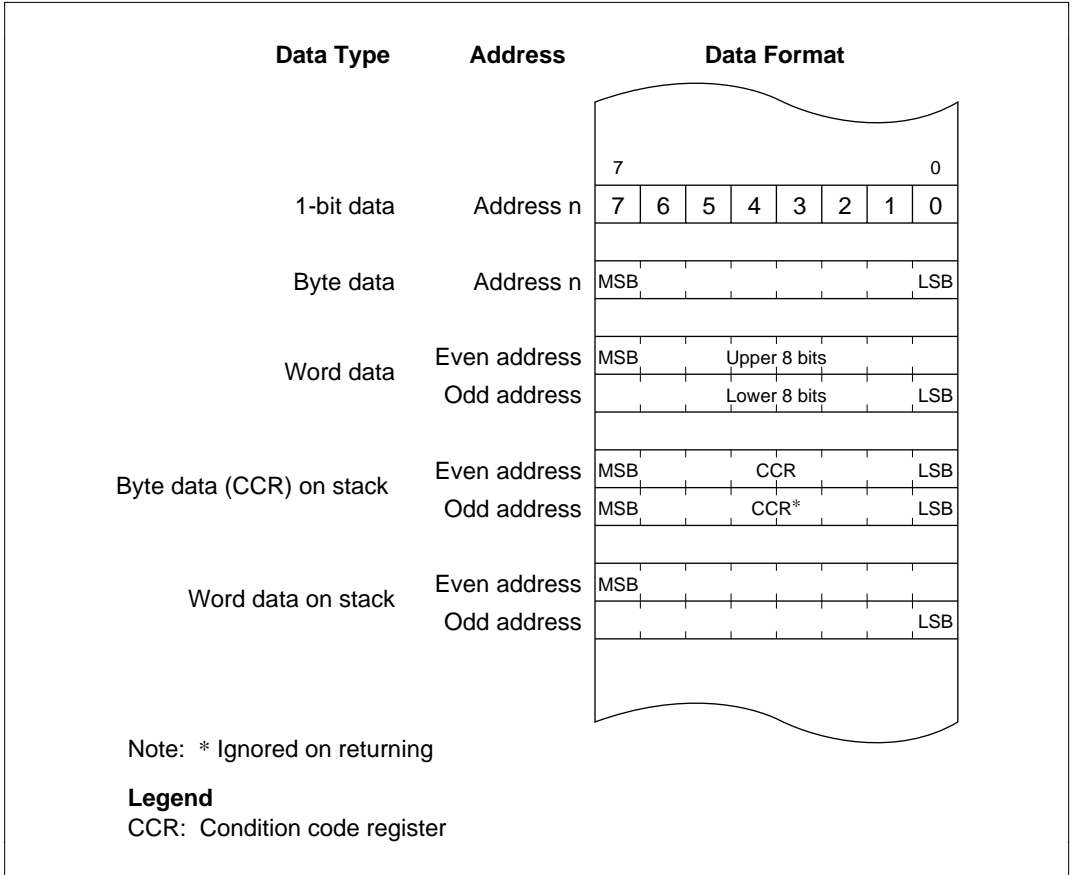 Data Type Address Data Format
7 0
1-bit data Address n 7 6 5 4 3 2 1 0
Byte data Address n MSB LSB
Word data Even address MSB Upper 8 bits
Odd address Lower 8 bits LSB
Byte data (CCR) on stack Even address MSB CCR LSB
Odd address MSB CCR* LSB
Word data on stack Even address MSB
Odd address LSB
Note: * Ignored on returning
Legend
CCR: Condition code register